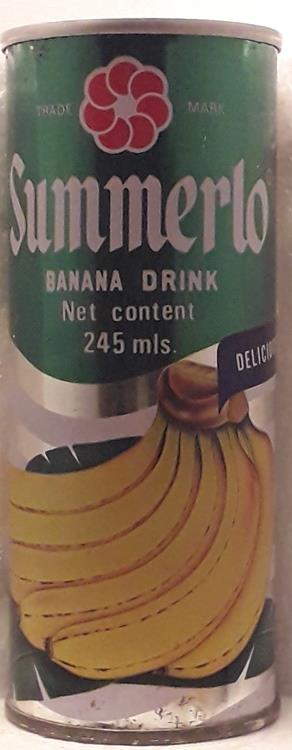 TRADE MARK
Summerlo
BANANA DRINK
Net content
245 mls.